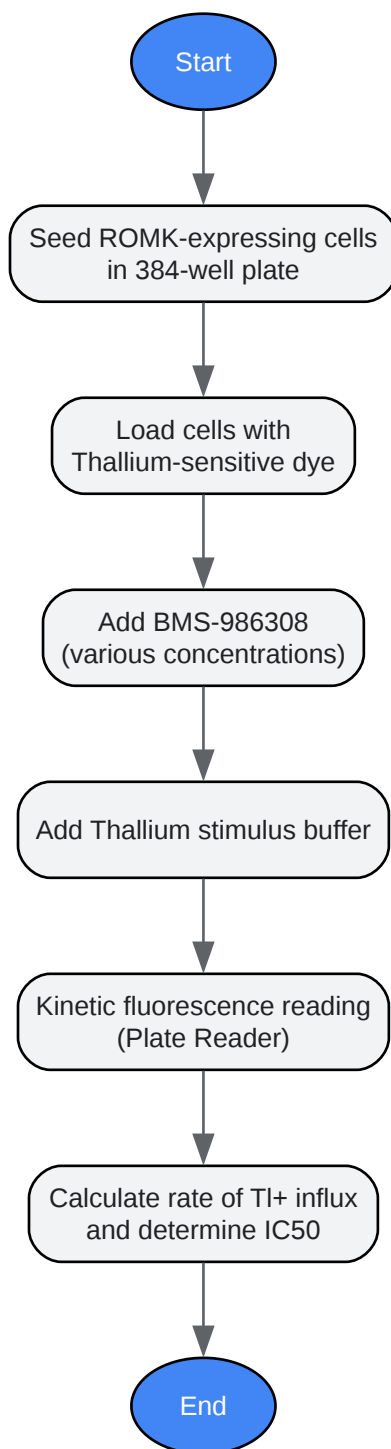 Start
Seed ROMK-expressing cells
in 384-well plate
Load cells with
Thallium-sensitive dye
Add BMS-986308
(various concentrations)
Add Thallium stimulus buffer
Kinetic fluorescence reading
(Plate Reader)
Calculate rate of Tl+ influx
and determine IC50
End